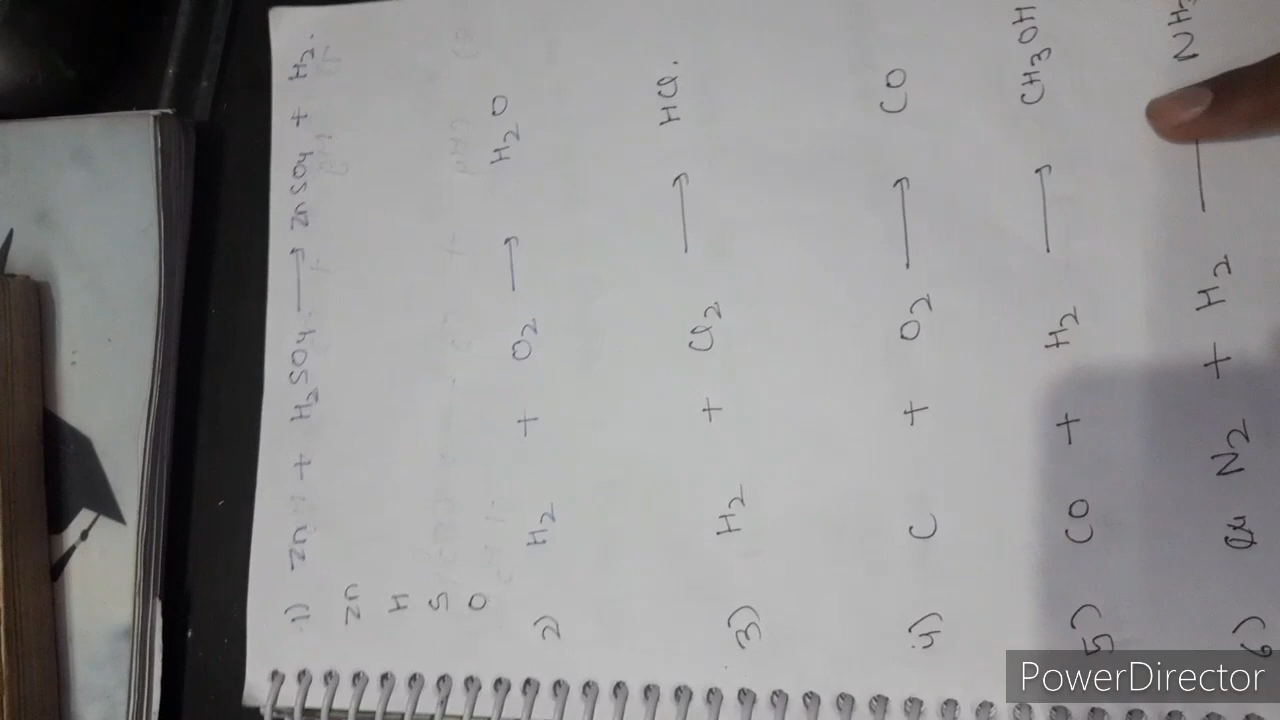 1) Zn + H2SO4 → ZnSO4 + H2.
Zn
H
S
O
2) H2 + O2 → H2O
3) H2 + Cl2 → HCl.
4) C + O2 → CO
5) CO + H2 → CH3OH
6) N2 + H2 — NH3
PowerDirector